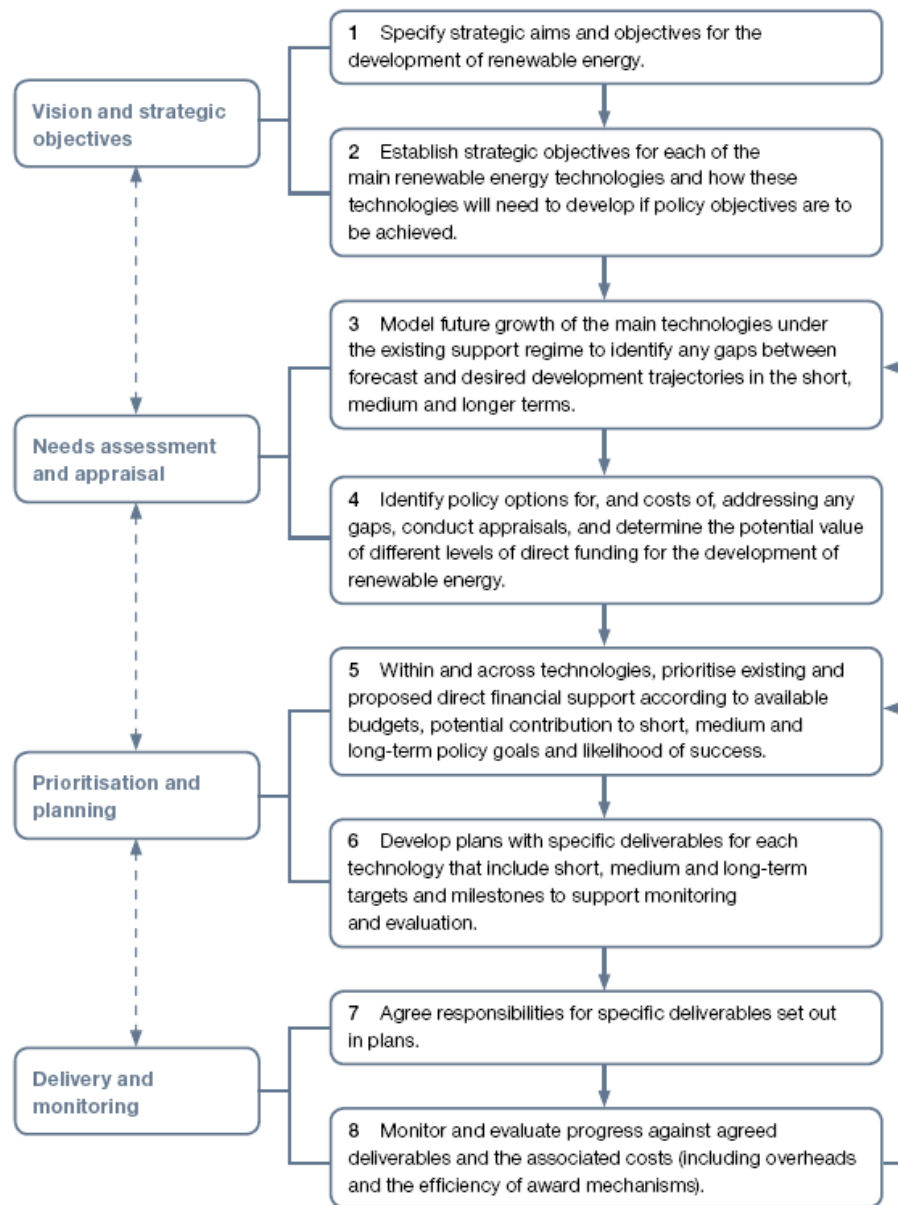 1 Specify strategic aims and objectives for the
development of renewable energy.
Vision and strategic
objectives
2 Establish strategic objectives for each of the
main renewable energy technologies and how these
technologies will need to develop if policy objectives are to
be achieved.
3 Model future growth of the main technologies under
the existing support regime to identify any gaps between
forecast and desired development trajectories in the short,
medium and longer terms.
Needs assessment
and appraisal
4 Identify policy options for, and costs of, addressing any
gaps, conduct appraisals, and determine the potential value
of different levels of direct funding for the development of
renewable energy.
5 Within and across technologies, prioritise existing and
proposed direct financial support according to available
budgets, potential contribution to short, medium and
long-term policy goals and likelihood of success.
Prioritisation and
planning
6 Develop plans with specific deliverables for each
technology that include short, medium and long-term
targets and milestones to support monitoring
and evaluation.
7 Agree responsibilities for specific deliverables set out
in plans.
Delivery and
monitoring
8 Monitor and evaluate progress against agreed
deliverables and the associated costs (including overheads
and the efficiency of award mechanisms).